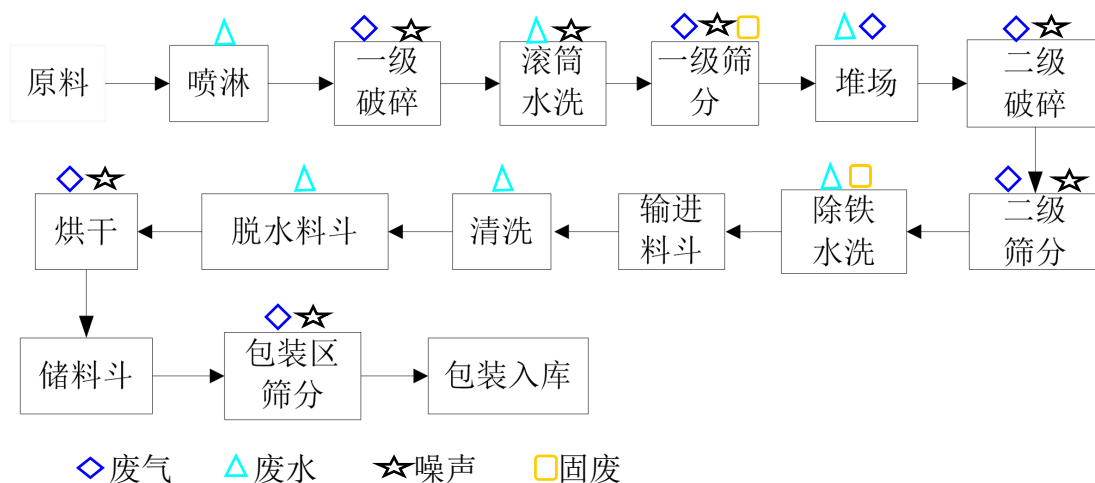 原料
喷淋
一级
破碎
滚筒
水洗
一级筛
分
堆场
二级
破碎
烘干
脱水料斗
清洗
输进
料斗
除铁
水洗
二级
筛分
储料斗
包装区
筛分
包装入库
废气
废水
噪声
固废